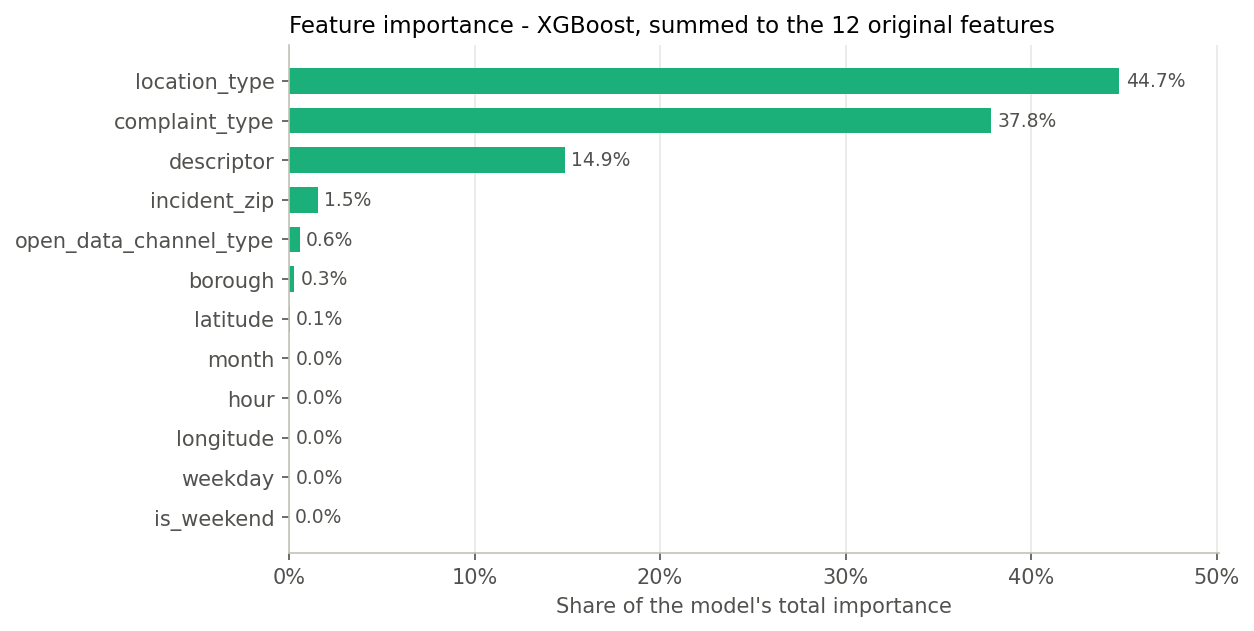 Feature importance - XGBoost, summed to the 12 original features
location_type 44.7%
complaint_type 37.8%
descriptor 14.9%
incident_zip 1.5%
open_data_channel_type 0.6%
borough 0.3%
latitude 0.1%
month 0.0%
hour 0.0%
longitude 0.0%
weekday 0.0%
is_weekend 0.0%
0% 10% 20% 30% 40% 50%
Share of the model's total importance